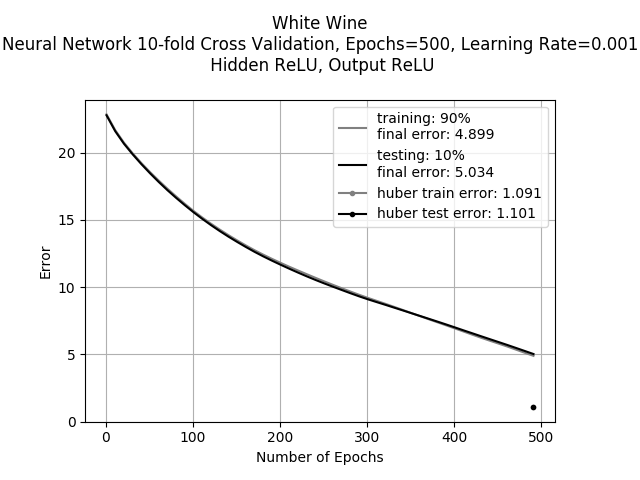 White Wine
Neural Network 10-fold Cross Validation, Epochs=500, Learning Rate=0.001
Hidden ReLU, Output ReLU
training: 90%
final error: 4.899
testing: 10%
final error: 5.034
huber train error: 1.091
huber test error: 1.101
20
15
10
5
0
Error
0 100 200 300 400 500
Number of Epochs